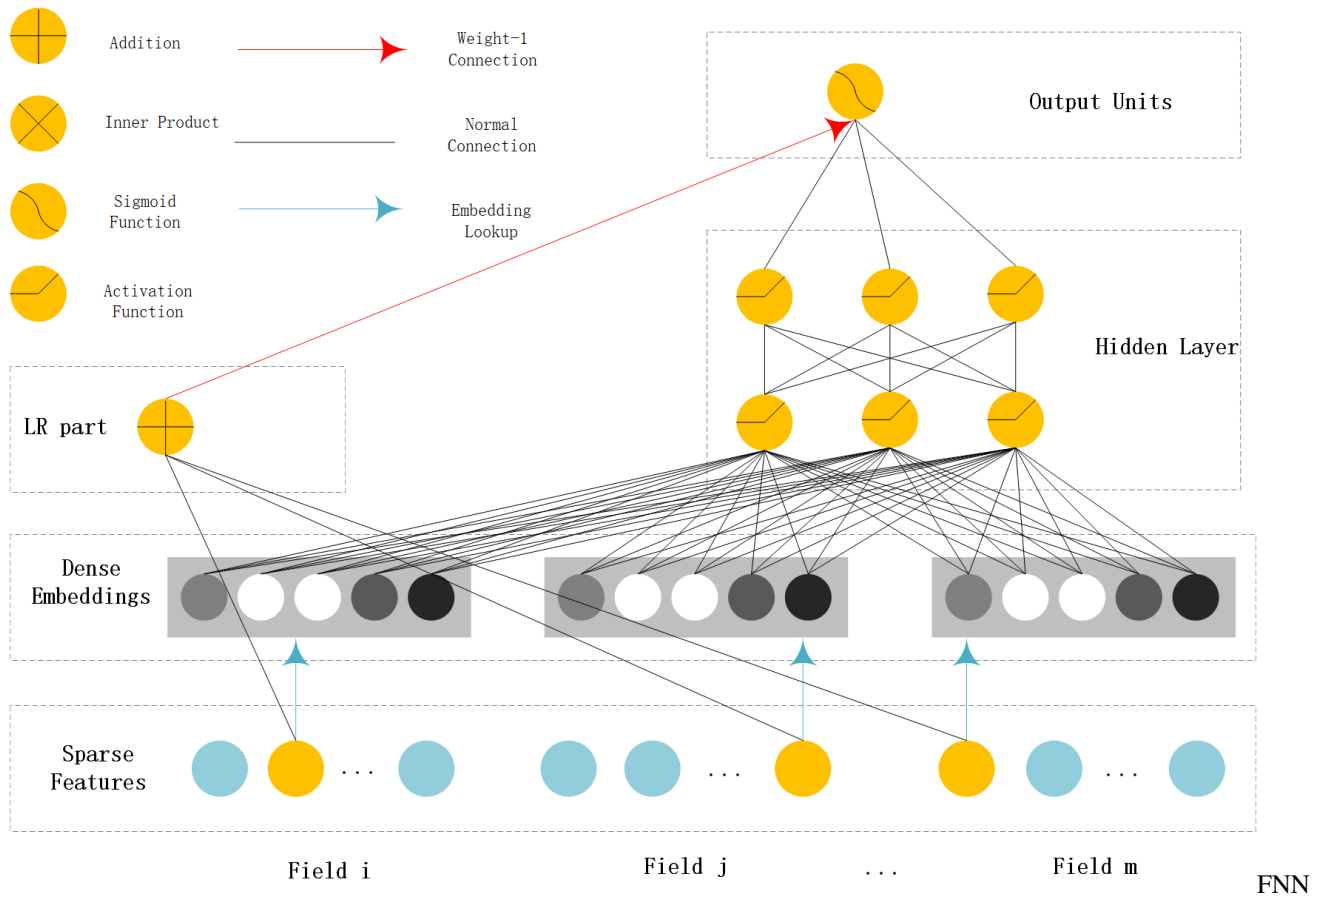 Addition
Weight-1
Connection
Inner Product
Normal
Connection
Sigmoid
Function
Embedding
Lookup
Activation
Function
Output Units
Hidden Layer
LR part
Dense
Embeddings
Sparse
Features
...
...
...
Field i
Field j
...
Field m
FNN